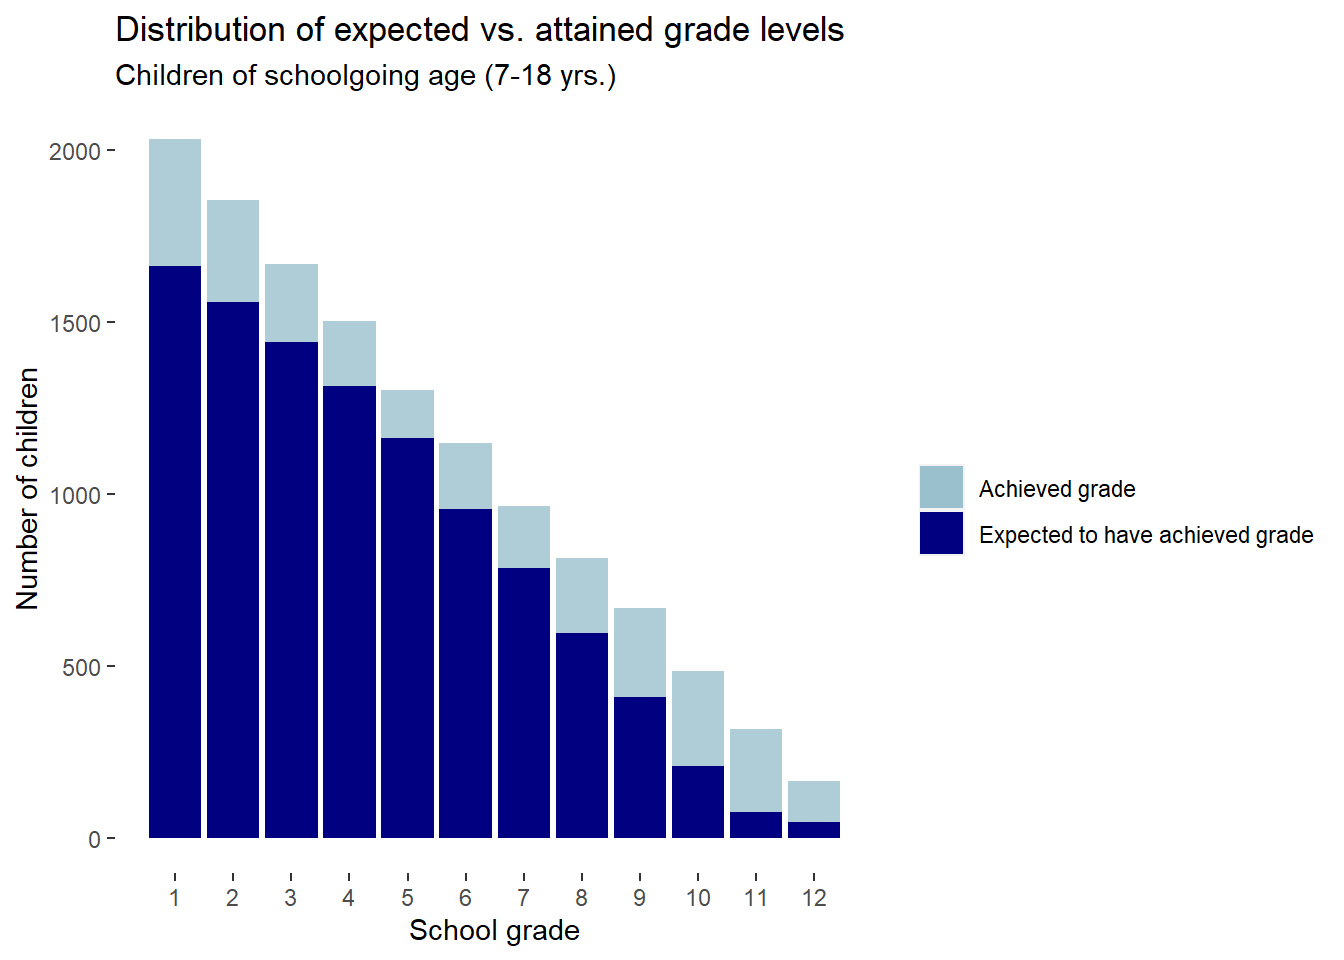 Distribution of expected vs. attained grade levels
Children of schoolgoing age (7-18 yrs.)
2000
1500
1000
500
0
Number of children
1 2 3 4 5 6 7 8 9 10 11 12
School grade
Achieved grade
Expected to have achieved grade